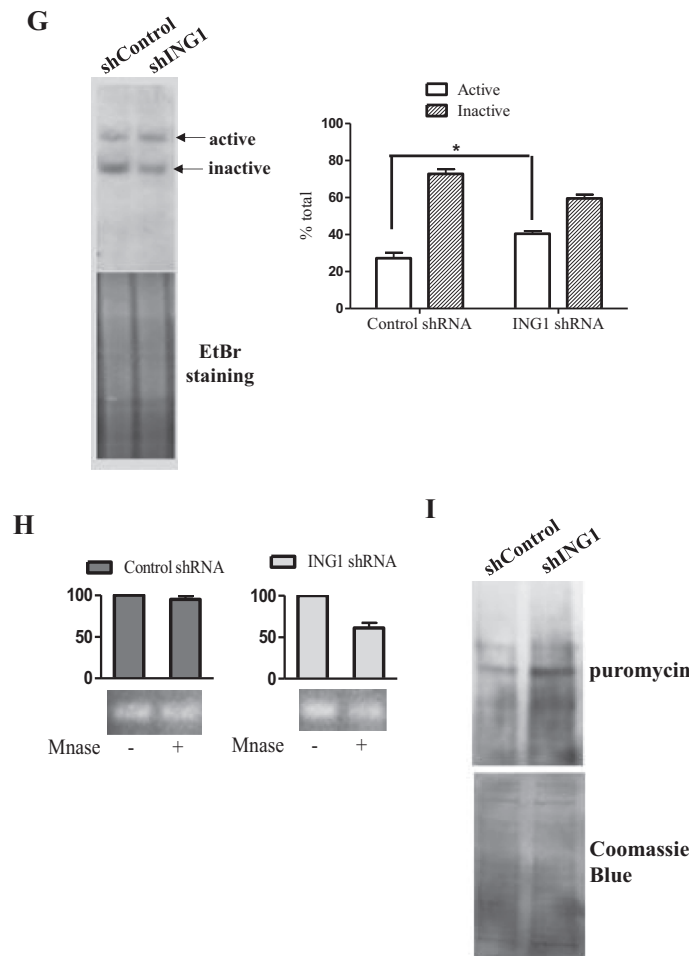 G
shControl
shING1
active
inactive
EtBr
staining
Active
Inactive
100
80
60
40
20
0
% total
*
Control shRNA
ING1 shRNA
H
Control shRNA
100
50
0
Mnase - +
ING1 shRNA
100
50
0
Mnase - +
I
shControl
shING1
puromycin
Coomassie
Blue